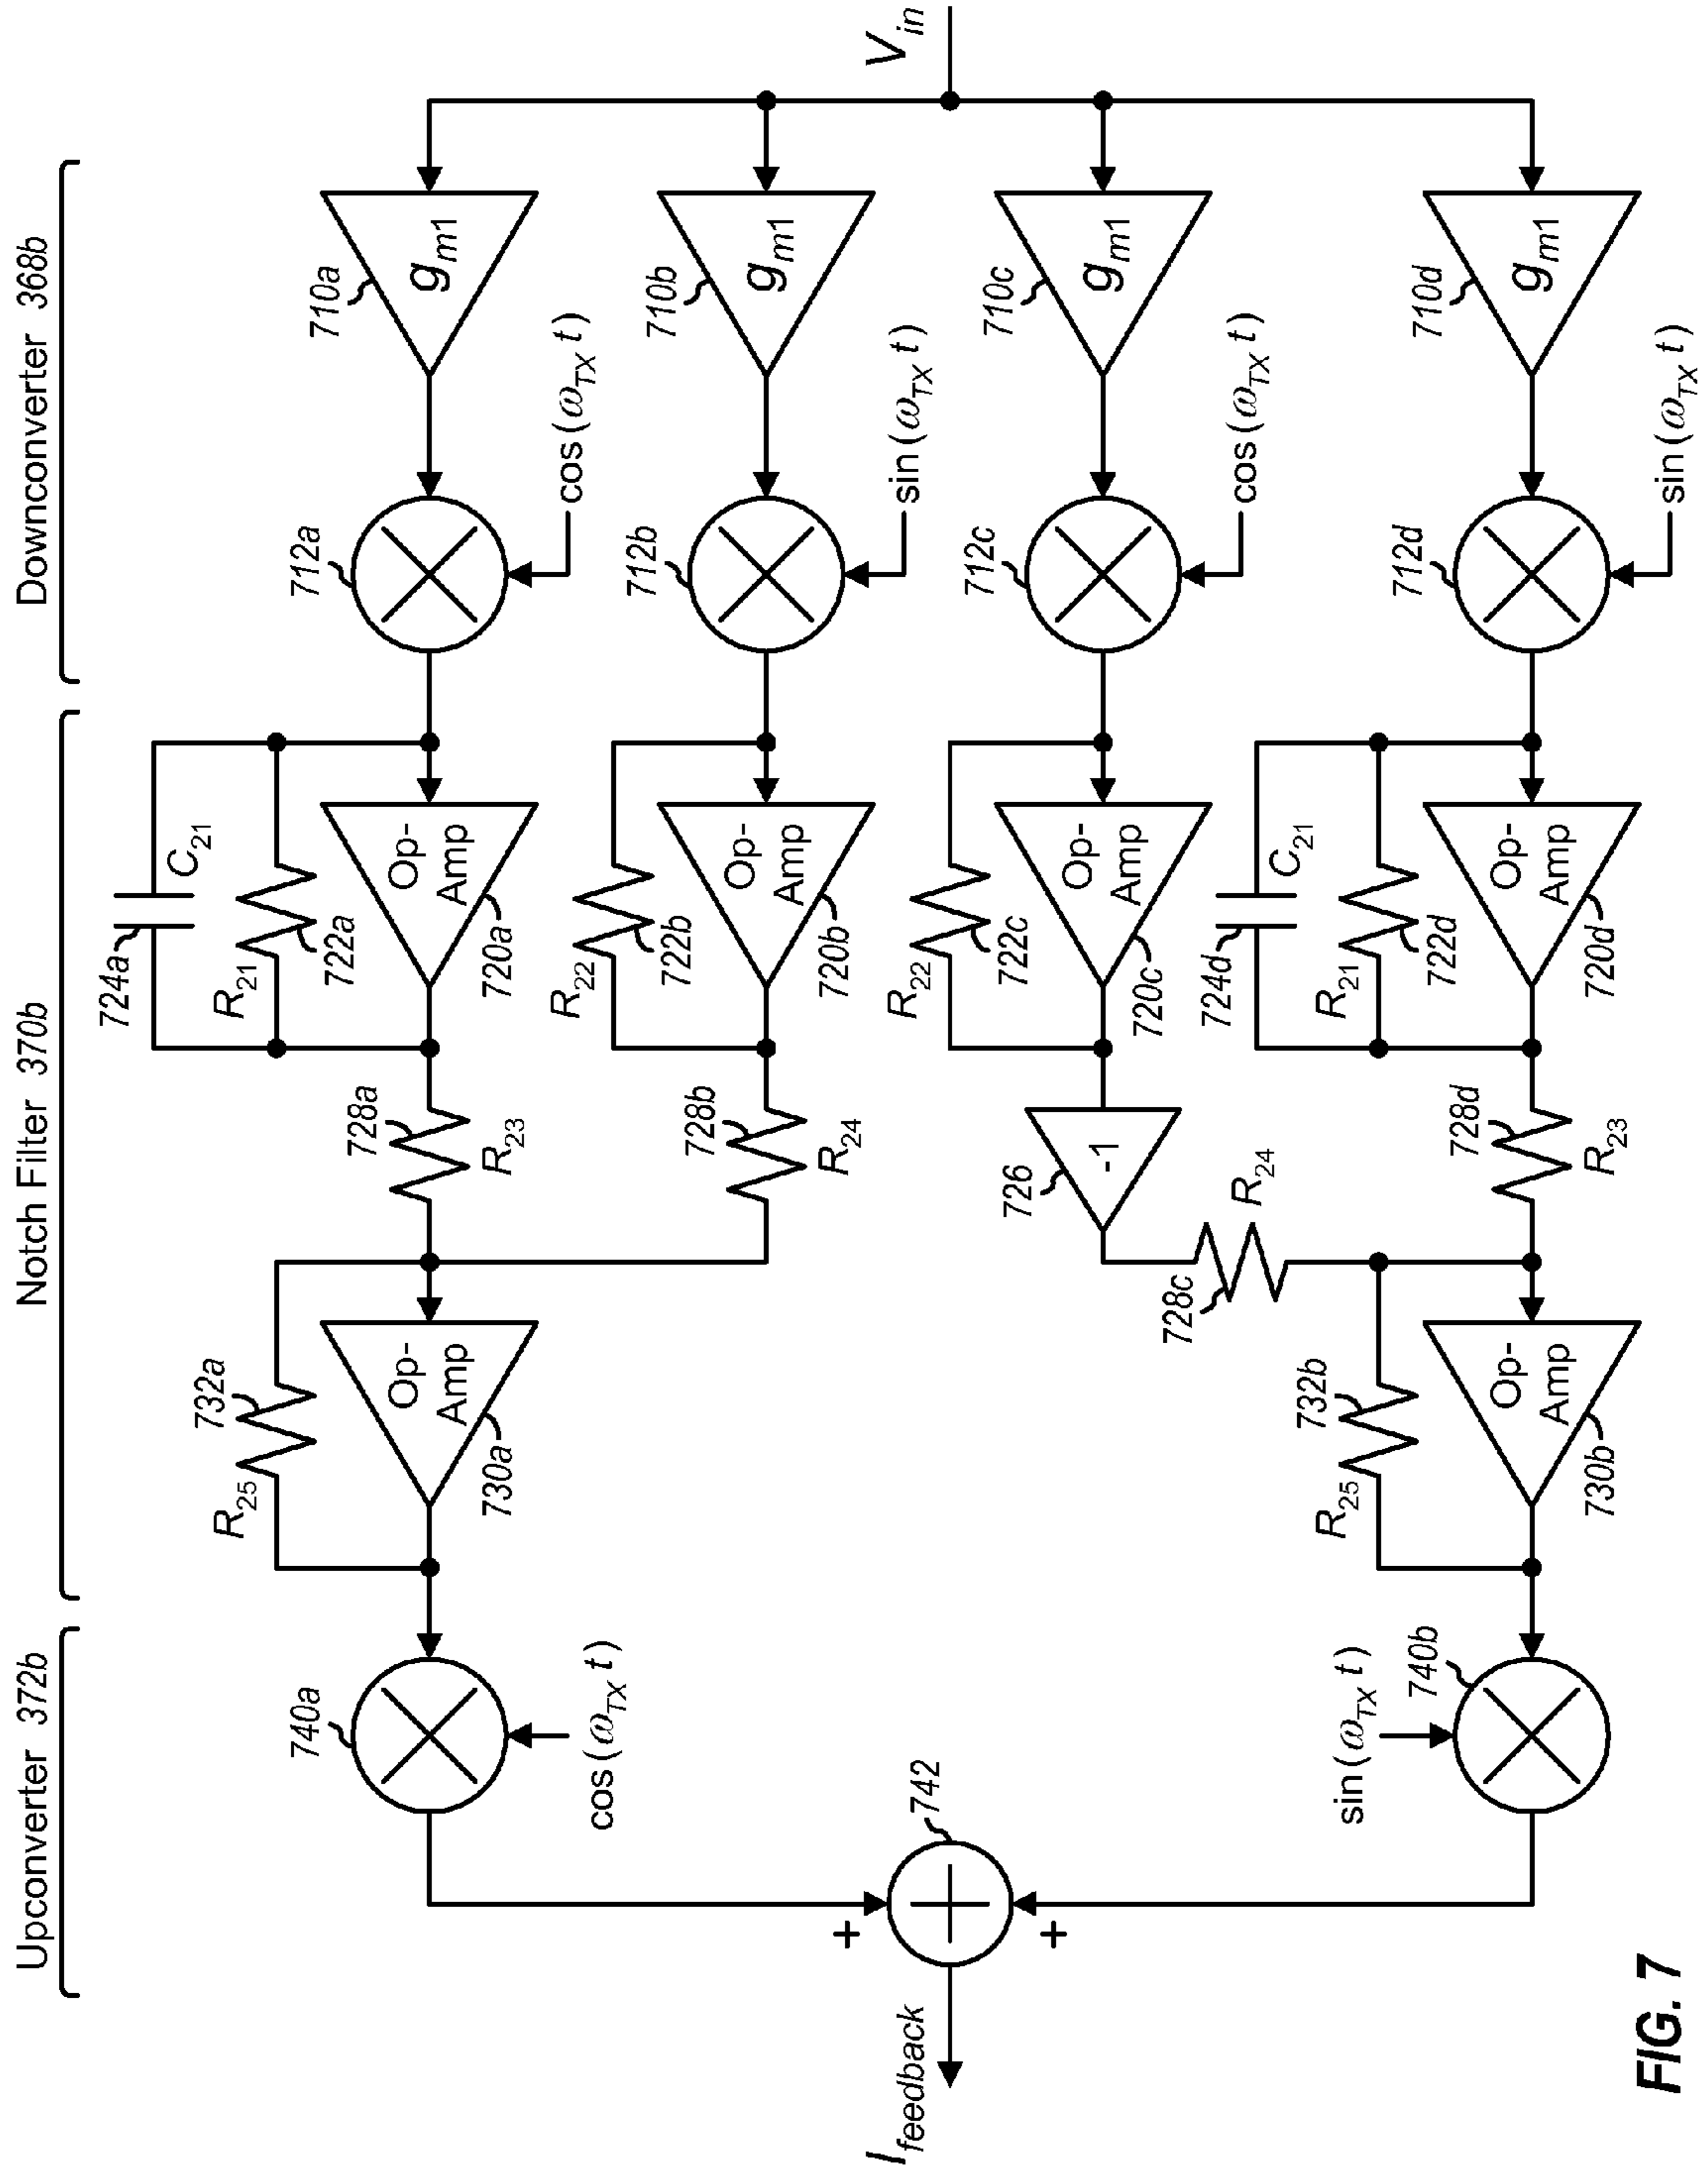 Upconverter 372b
Notch Filter 370b
Downconverter 368b
724a
C21
R21
722a
732a
R25
740a
cos (ωTX t)
730a
Op-
Amp
728a
R23
720a
Op-
Amp
712a
cos (ωTX t)
710a
gm1
728b
R24
R22
722b
720b
Op-
Amp
712b
sin (ωTX t)
710b
gm1
Ifeedback
742
+
+
Vin
726
-1
728c
R24
R22
722c
720c
Op-
Amp
712c
cos (ωTX t)
710c
gm1
724d
C21
R21
722d
732b
R25
sin (ωTX t)
740b
730b
Op-
Amp
728d
R23
720d
Op-
Amp
712d
sin (ωTX t)
710d
gm1
FIG. 7